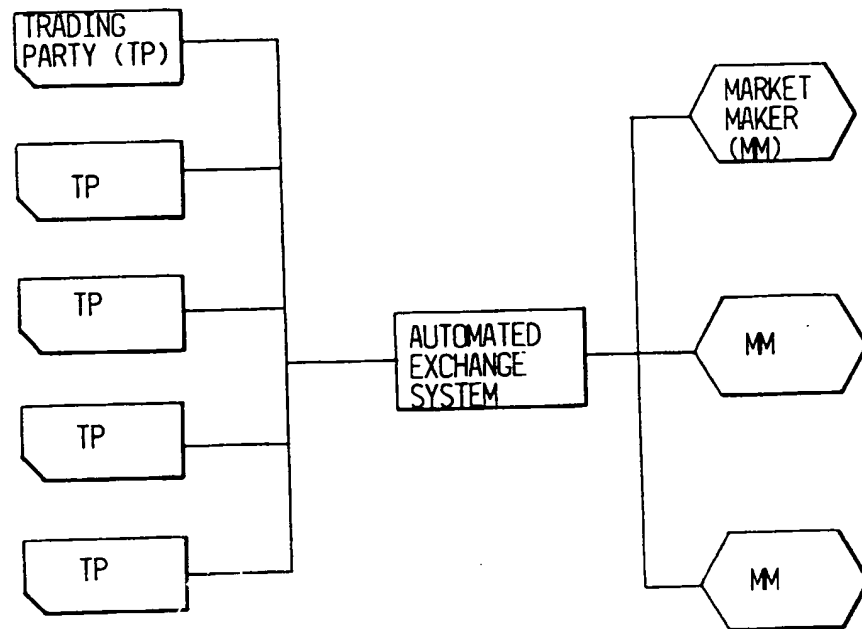 TRADING
PARTY (TP)
TP
TP
TP
TP
AUTOMATED
EXCHANGE
SYSTEM
MARKET
MAKER
(MM)
MM
MM